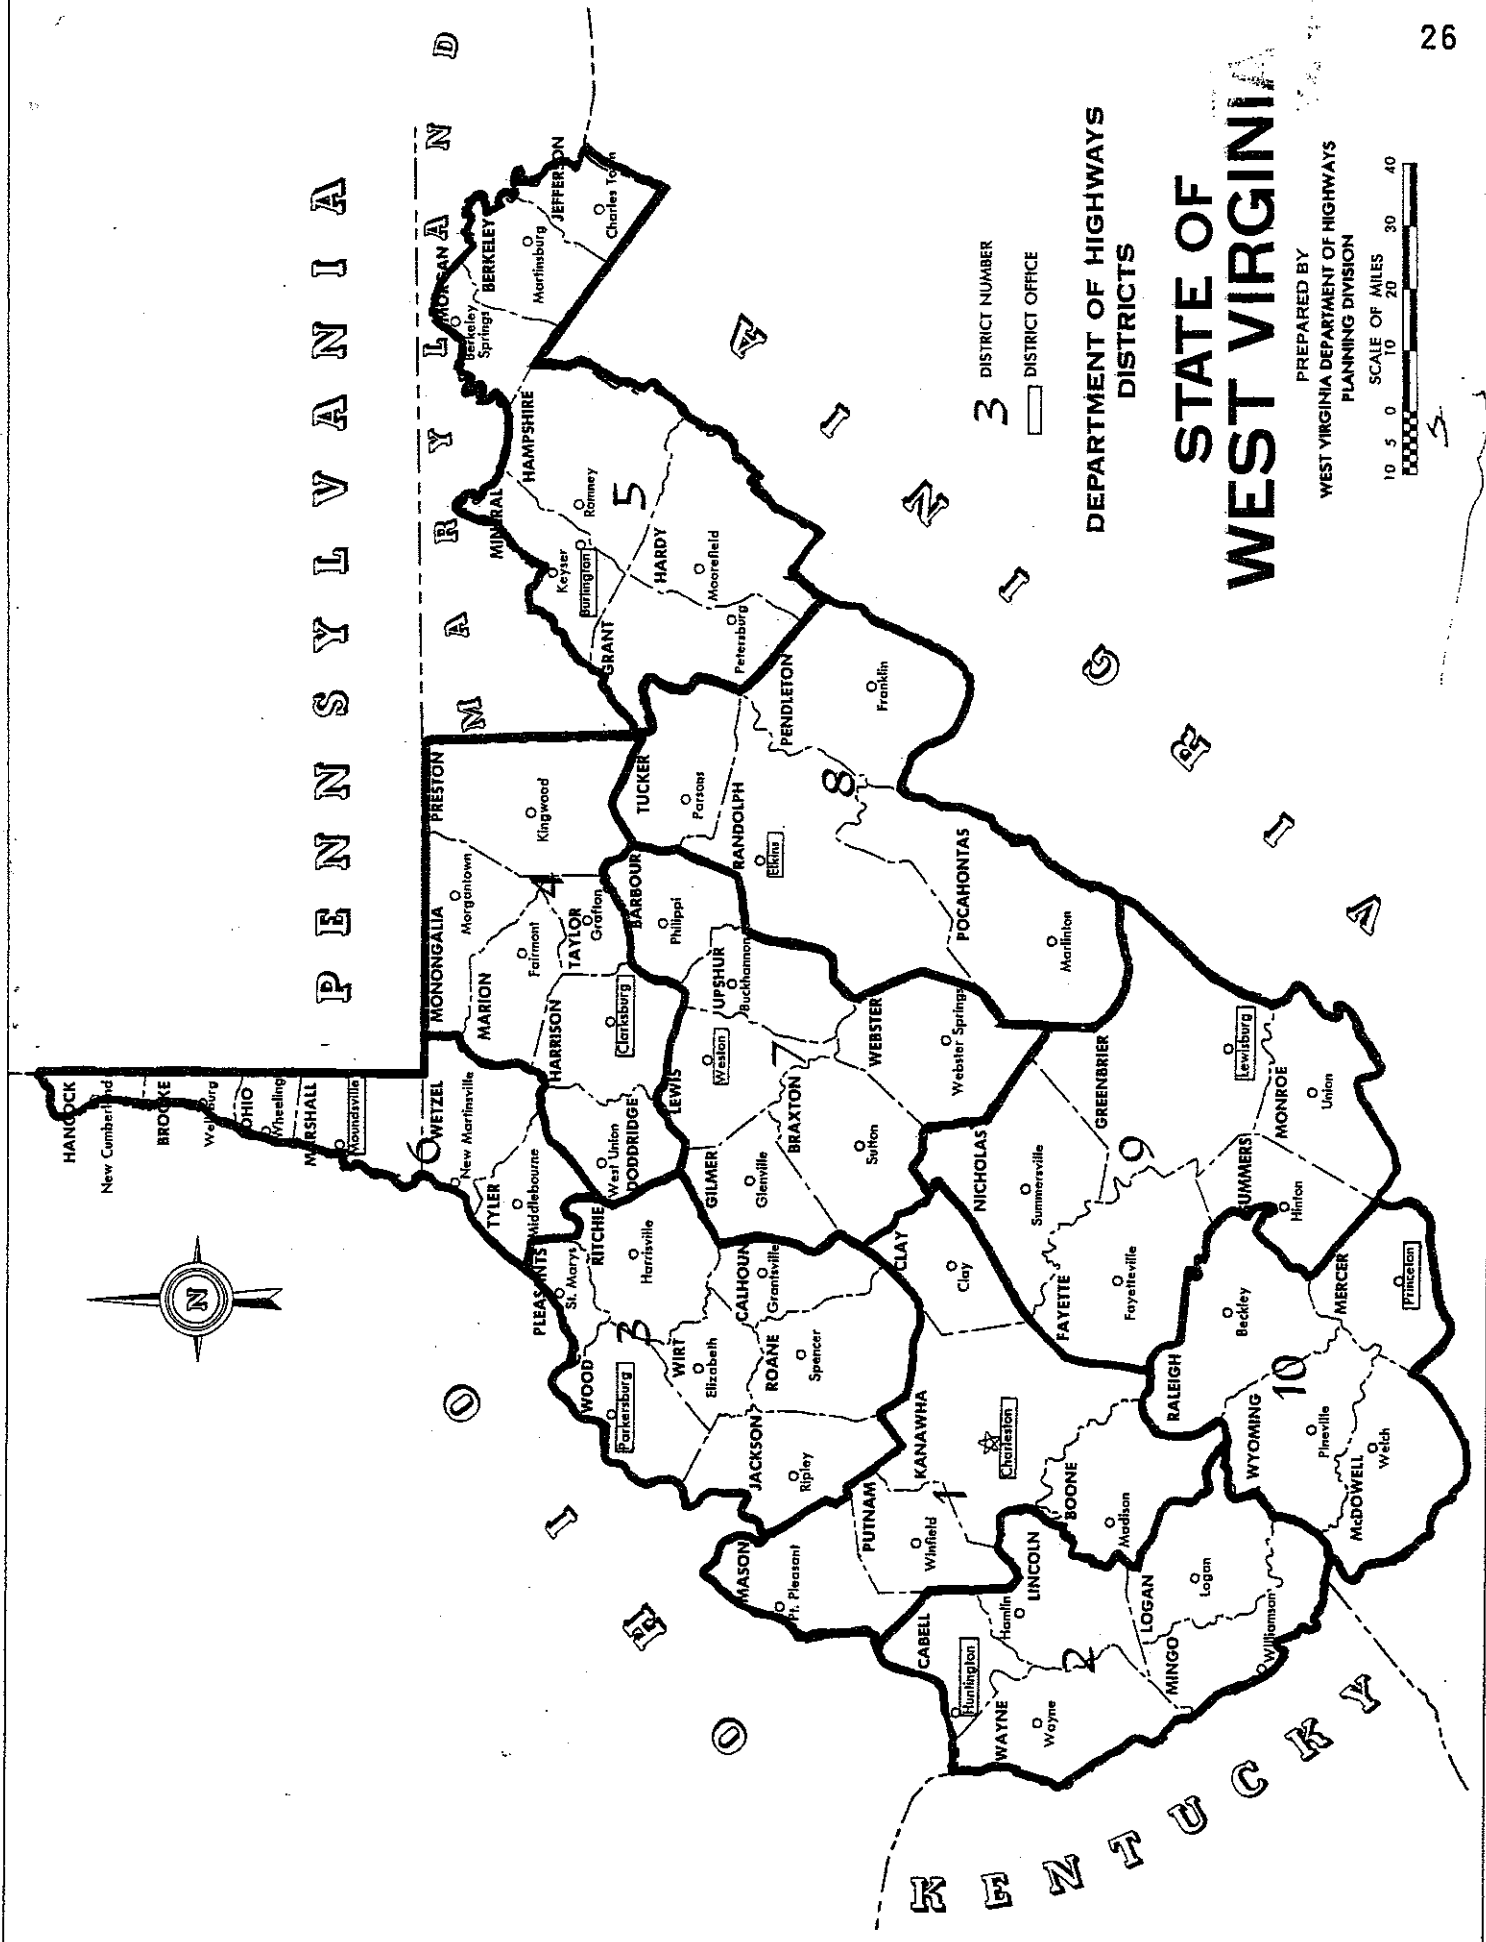 26
PENNSYLVANIA
MARYLAND
VIRGINIA
OHIO
KENTUCKY
N
HANCOCK
New Cumberland
BROOKE
Wellsburg
OHIO
Wheeling
MARSHALL
Moundsville
6
WETZEL
New Martinsville
TYLER
Middlebourne
MONONGALIA
Morgantown
PRESTON
Kingwood
MARION
Fairmont
4
TAYLOR
Grafton
HARRISON
Clarksburg
DODDRIDGE
West Union
PLEASANTS
St. Marys
RITCHIE
Harrisville
WOOD
Parkersburg
3
WIRT
Elizabeth
CALHOUN
Grantsville
ROANE
Spencer
JACKSON
Ripley
BARBOUR
Philippi
UPSHUR
Buckhannon
LEWIS
Weston
7
GILMER
Glenville
BRAXTON
Sutton
WEBSTER
Webster Springs
TUCKER
Parsons
RANDOLPH
Elkins
8
PENDLETON
Franklin
POCAHONTAS
Marlinton
MORGAN
Berkeley
Springs
BERKELEY
Martinsburg
JEFFERSON
Charles Town
HAMPSHIRE
Romney
MINERAL
Keyser
Burlington
5
HARDY
Moorefield
GRANT
Petersburg
MASON
Pt. Pleasant
PUTNAM
Winfield
1
KANAWHA
Charleston
CLAY
Clay
BOONE
Madison
CABELL
Huntington
WAYNE
Wayne
2
LINCOLN
Hamlin
LOGAN
Logan
MINGO
Williamson
NICHOLAS
Summersville
FAYETTE
Fayetteville
9
GREENBRIER
Lewisburg
SUMMERS
Hinton
MONROE
Union
RALEIGH
Beckley
10
WYOMING
Pineville
McDOWELL
Welch
MERCER
Princeton
3 DISTRICT NUMBER
DISTRICT OFFICE
DEPARTMENT OF HIGHWAYS
DISTRICTS
STATE OF
WEST VIRGINIA
PREPARED BY
WEST VIRGINIA DEPARTMENT OF HIGHWAYS
PLANNING DIVISION
SCALE OF MILES
10 5 0 10 20 30 40